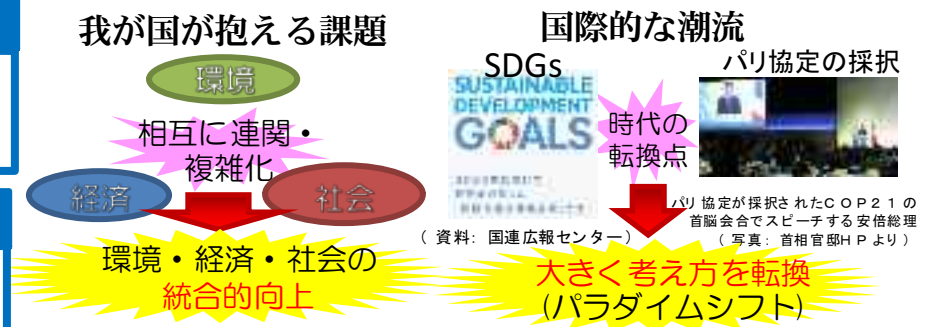 我が国が抱える課題
環境
相互に連関・
複雑化
経済
社会
環境・経済・社会の
統合的向上
国際的な潮流
SDGs
SUSTAINABLE
DEVELOPMENT
GOALS
(資料:国連広報センター)
時代の
転換点
パリ協定の採択
パリ協定が採択されたCOP21の
首脳会合でスピーチする安倍総理
(写真:首相官邸HPより)
大きく考え方を転換
(パラダイムシフト)